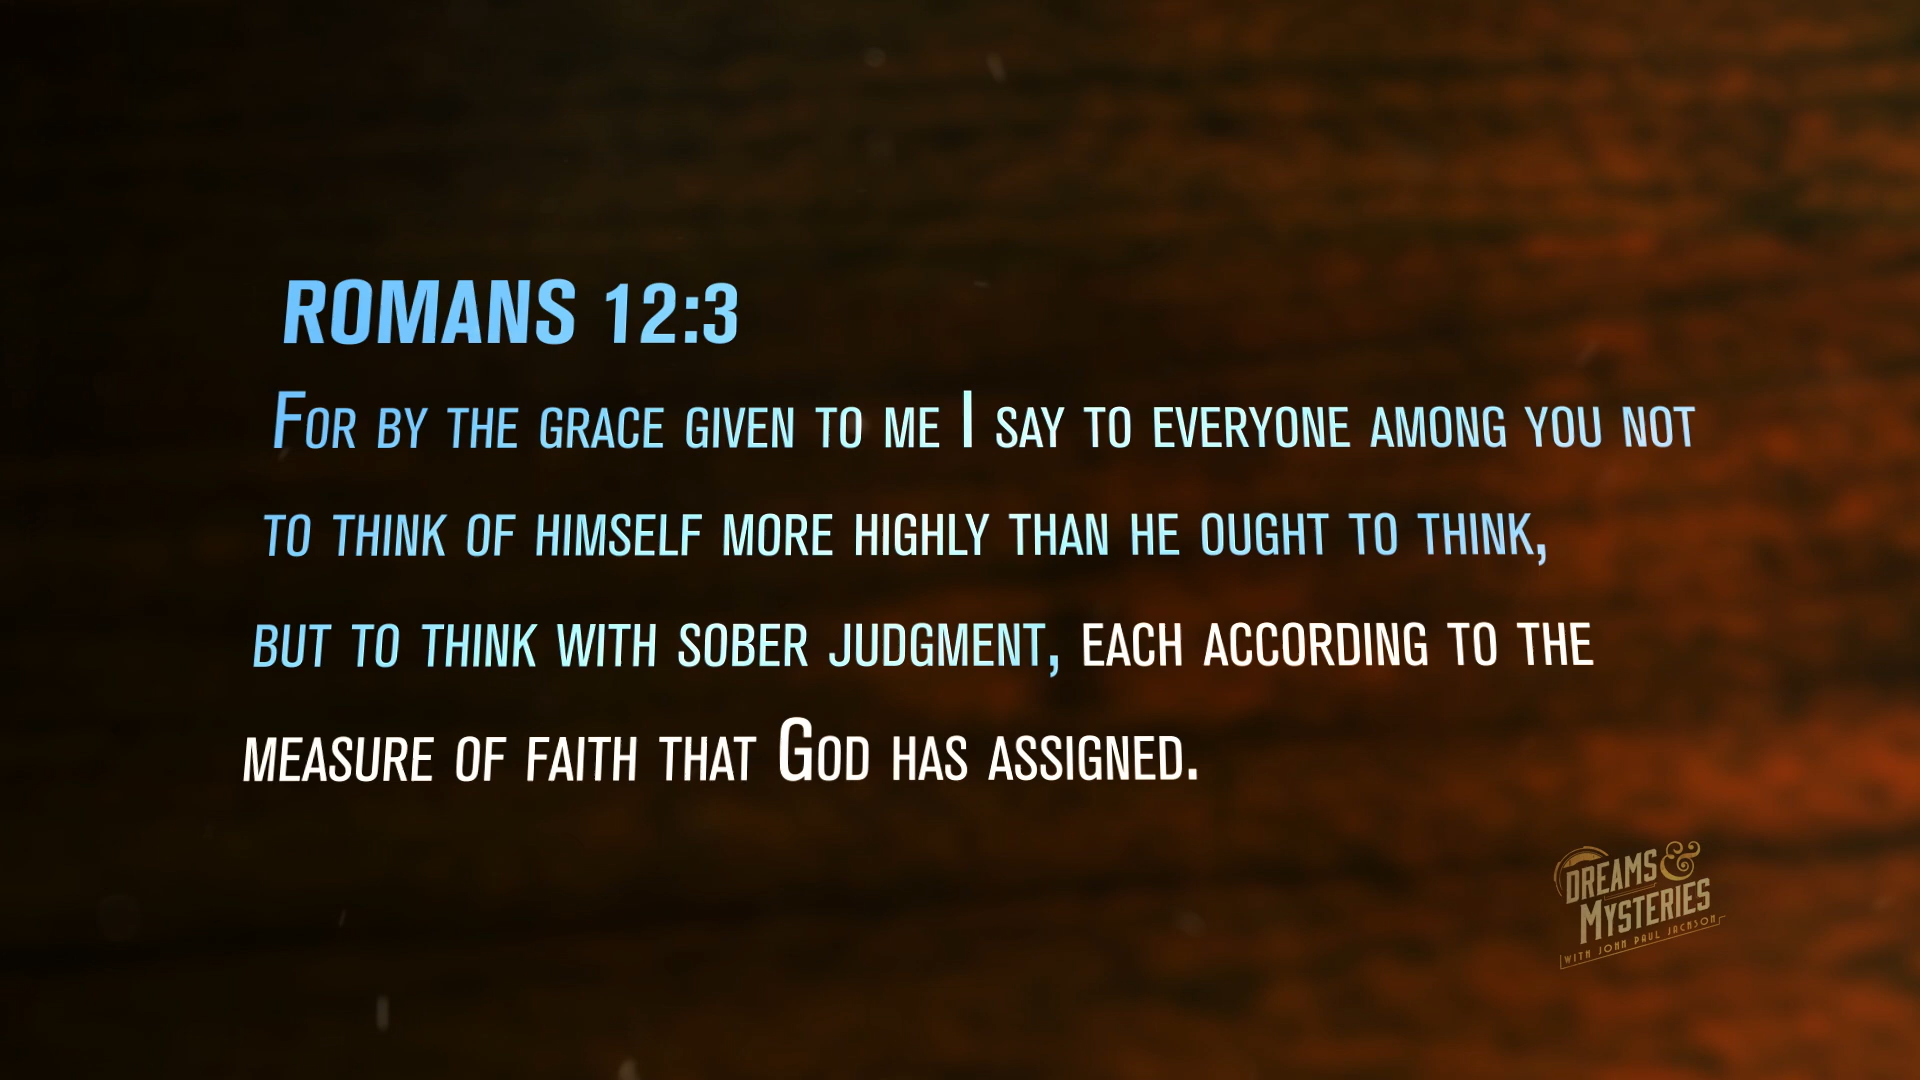 ROMANS 12:3
FOR BY THE GRACE GIVEN TO ME I SAY TO EVERYONE AMONG YOU NOT
TO THINK OF HIMSELF MORE HIGHLY THAN HE OUGHT TO THINK,
BUT TO THINK WITH SOBER JUDGMENT, EACH ACCORDING TO THE
MEASURE OF FAITH THAT GOD HAS ASSIGNED.
DREAMS &
MYSTERIES
WITH JOHN PAUL JACKSON